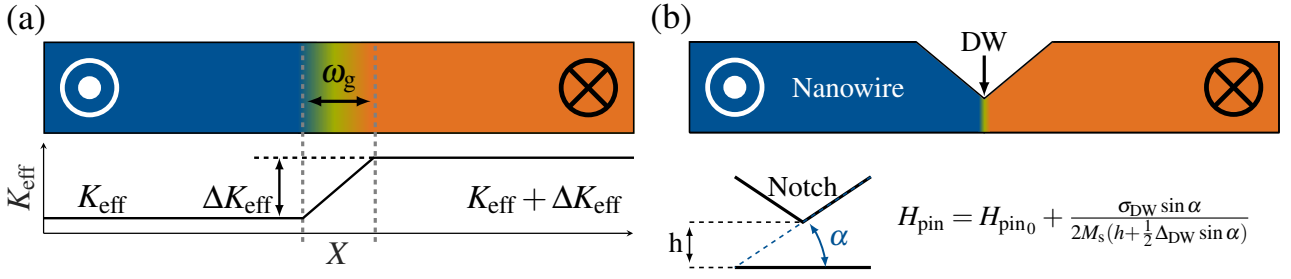 (a)
ω_g
K_eff
K_eff
ΔK_eff
K_eff + ΔK_eff
X
(b)
DW
Nanowire
Notch
h
α
H_pin = H_pin_0 + σ_DW sin α / 2M_s(h+½Δ_DW sin α)